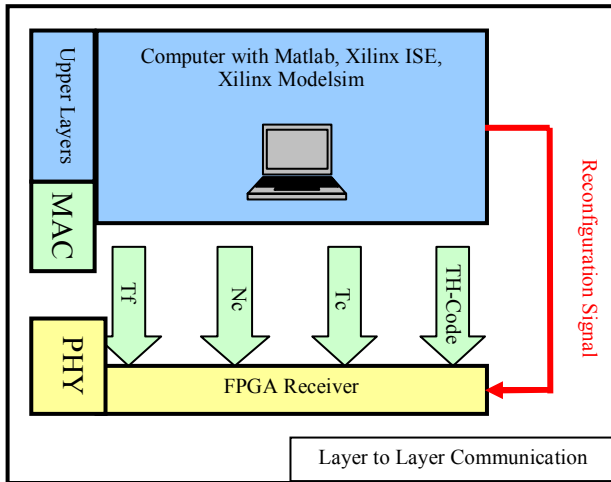 Upper Layers
Computer with Matlab, Xilinx ISE,
Xilinx Modelsim
MAC
Reconfiguration Signal
Tf
Nc
Tc
TH-Code
PHY
FPGA Receiver
Layer to Layer Communication